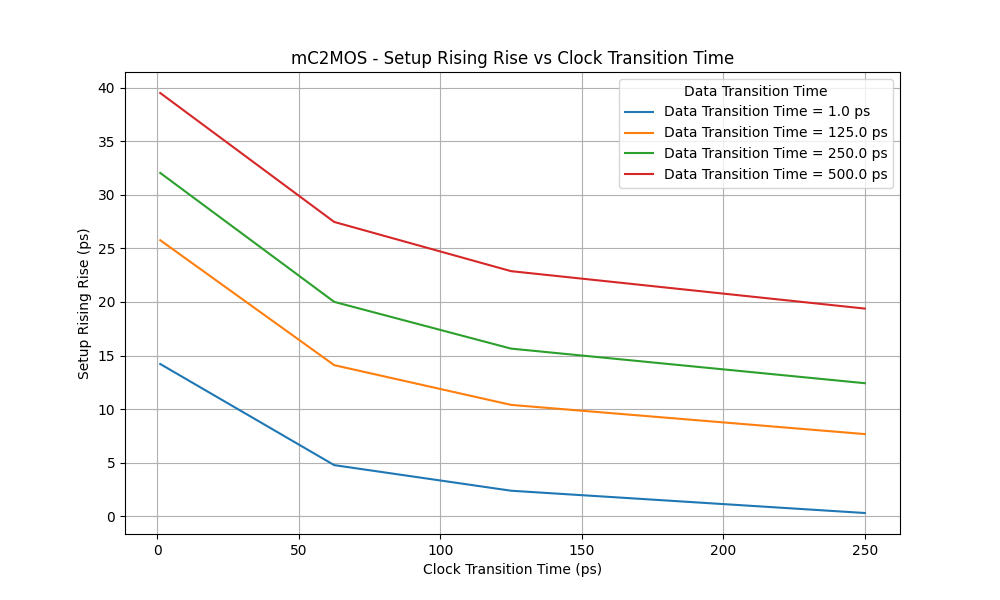 mC2MOS - Setup Rising Rise vs Clock Transition Time
Data Transition Time
Data Transition Time = 1.0 ps
Data Transition Time = 125.0 ps
Data Transition Time = 250.0 ps
Data Transition Time = 500.0 ps
Setup Rising Rise (ps)
40
35
30
25
20
15
10
5
0
0 50 100 150 200 250
Clock Transition Time (ps)